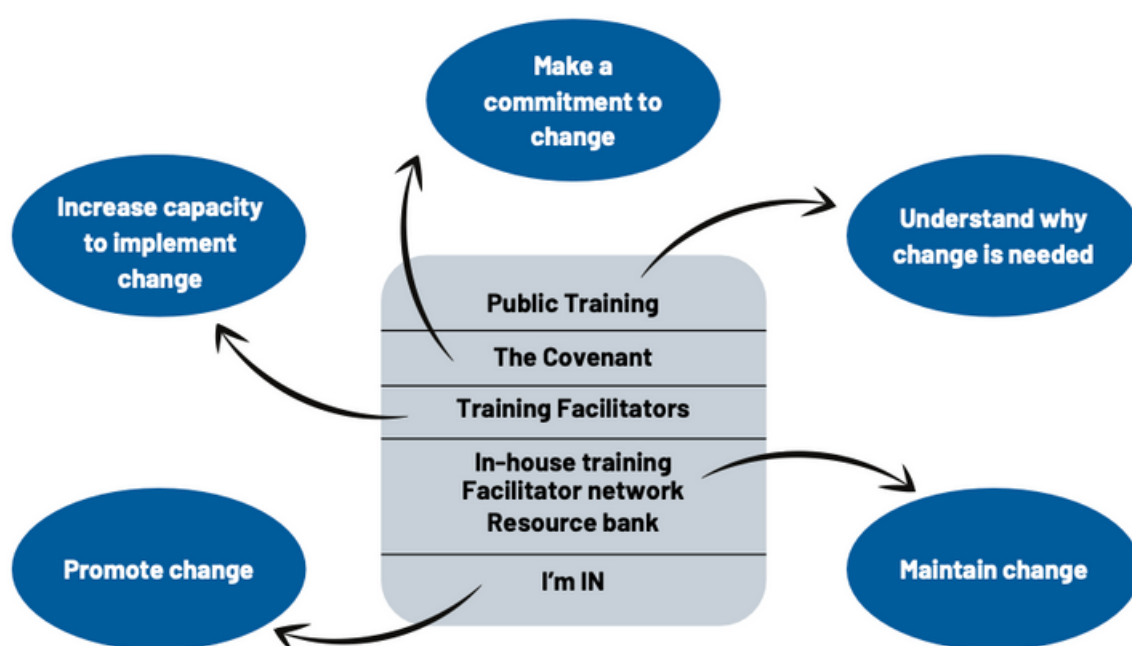 Make a
commitment to
change
Increase capacity
to implement
change
Understand why
change is needed
Public Training
The Covenant
Training Facilitators
In-house training
Facilitator network
Resource bank
I'm IN
Promote change
Maintain change